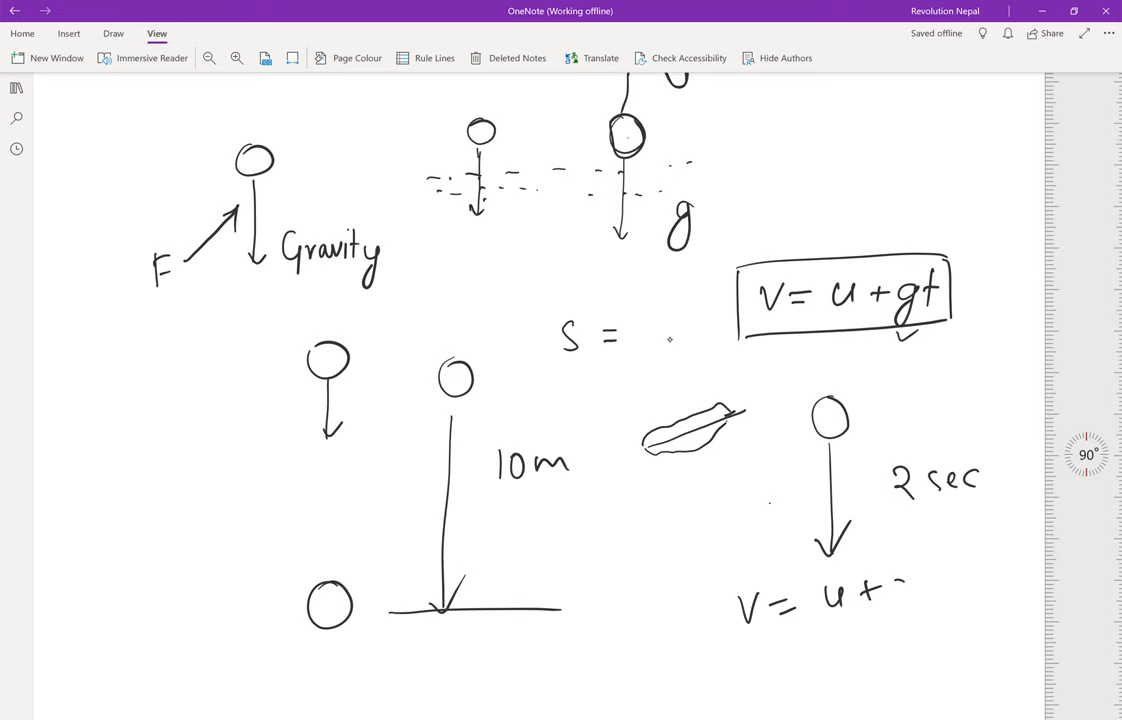 OneNote (Working offline)
Revolution Nepal
Home Insert Draw View
Saved offline
Share
New Window Immersive Reader Page Colour Rule Lines Deleted Notes Translate Check Accessibility Hide Authors
g
F
Gravity
V = u + gt
S =
10m
2 sec
V = u +
90°